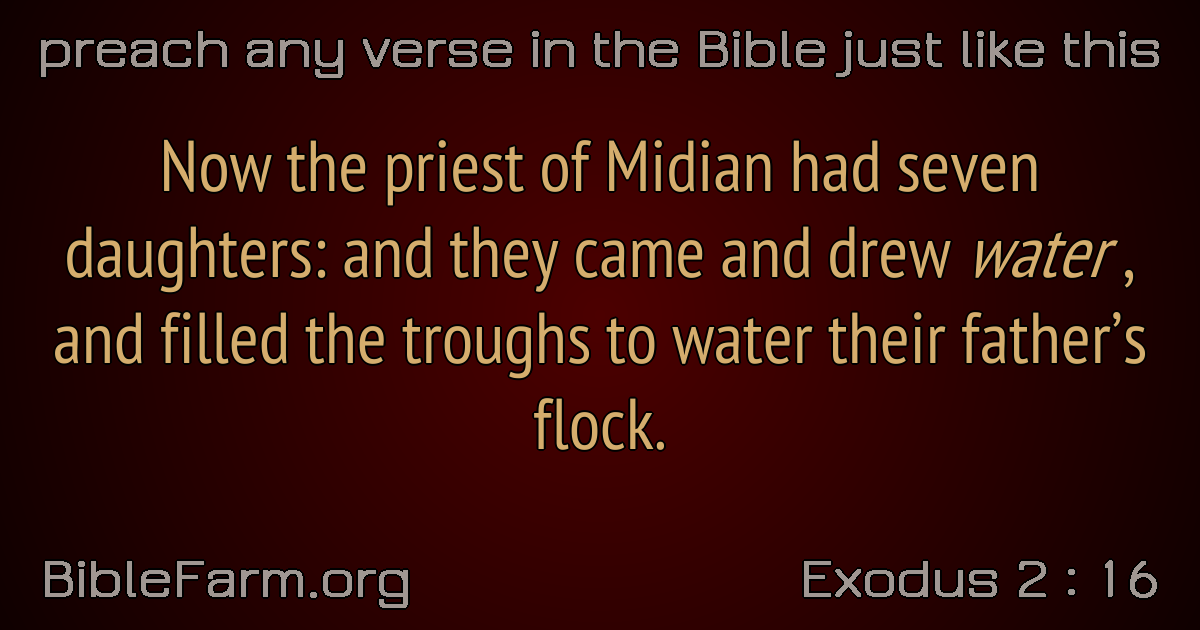 preach any verse in the Bible just like this
Now the priest of Midian had seven
daughters: and they came and drew water ,
and filled the troughs to water their father’s
flock.
BibleFarm.org
Exodus 2 : 16